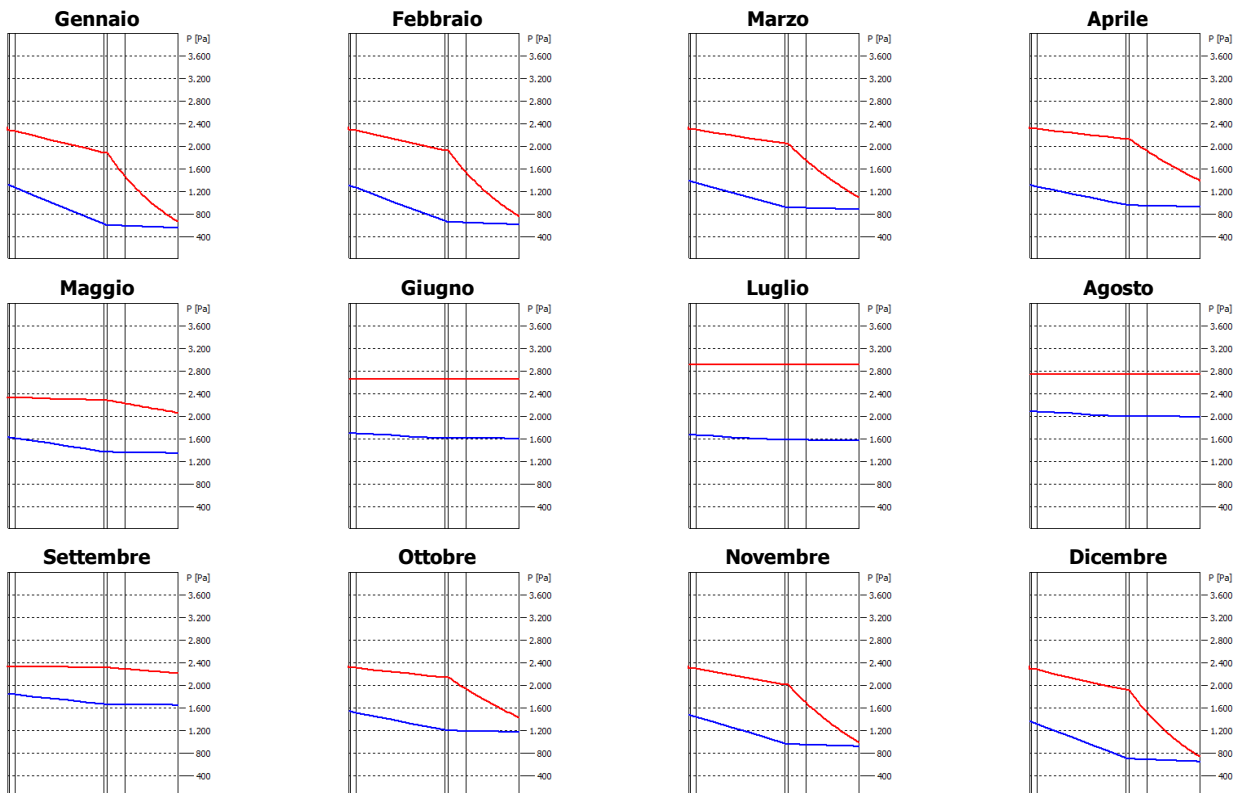 Gennaio Febbraio Marzo Aprile
P [Pa] P [Pa] P [Pa] P [Pa]
3.600 3.600 3.600 3.600
3.200 3.200 3.200 3.200
2.800 2.800 2.800 2.800
2.400 2.400 2.400 2.400
2.000 2.000 2.000 2.000
1.600 1.600 1.600 1.600
1.200 1.200 1.200 1.200
800 800 800 800
400 400 400 400
Maggio Giugno Luglio Agosto
P [Pa] P [Pa] P [Pa] P [Pa]
3.600 3.600 3.600 3.600
3.200 3.200 3.200 3.200
2.800 2.800 2.800 2.800
2.400 2.400 2.400 2.400
2.000 2.000 2.000 2.000
1.600 1.600 1.600 1.600
1.200 1.200 1.200 1.200
800 800 800 800
400 400 400 400
Settembre Ottobre Novembre Dicembre
P [Pa] P [Pa] P [Pa] P [Pa]
3.600 3.600 3.600 3.600
3.200 3.200 3.200 3.200
2.800 2.800 2.800 2.800
2.400 2.400 2.400 2.400
2.000 2.000 2.000 2.000
1.600 1.600 1.600 1.600
1.200 1.200 1.200 1.200
800 800 800 800
400 400 400 400